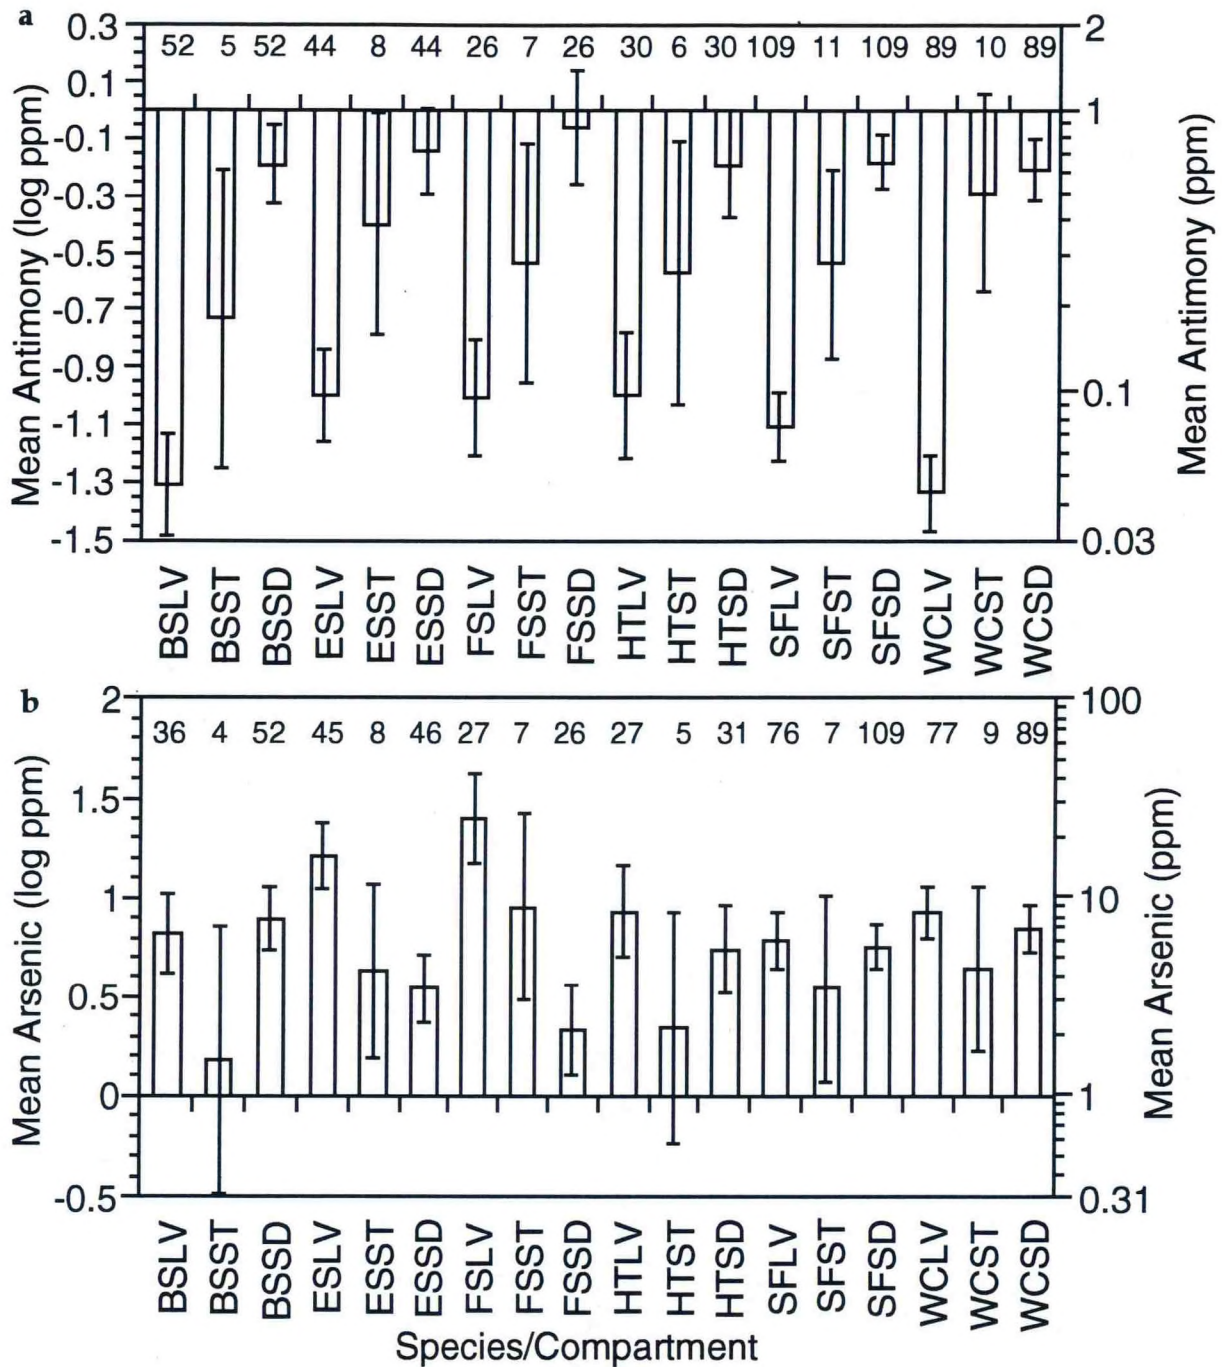 a
Mean Antimony (log ppm)
0.3
0.1
-0.1
-0.3
-0.5
-0.7
-0.9
-1.1
-1.3
-1.5
52 5 52 44 8 44 26 7 26 30 6 30 109 11 109 89 10 89
2
1
0.1
0.03
Mean Antimony (ppm)
BSLV
BSST
BSSD
ESLV
ESST
ESSD
FSLV
FSST
FSSD
HTLV
HTST
HTSD
SFLV
SFST
SFSD
WCLV
WCST
WCSD
b
Mean Arsenic (log ppm)
2
1.5
1
0.5
0
-0.5
36 4 52 45 8 46 27 7 26 27 5 31 76 7 109 77 9 89
100
10
1
0.31
Mean Arsenic (ppm)
BSLV
BSST
BSSD
ESLV
ESST
ESSD
FSLV
FSST
FSSD
HTLV
HTST
HTSD
SFLV
SFST
SFSD
WCLV
WCST
WCSD
Species/Compartment